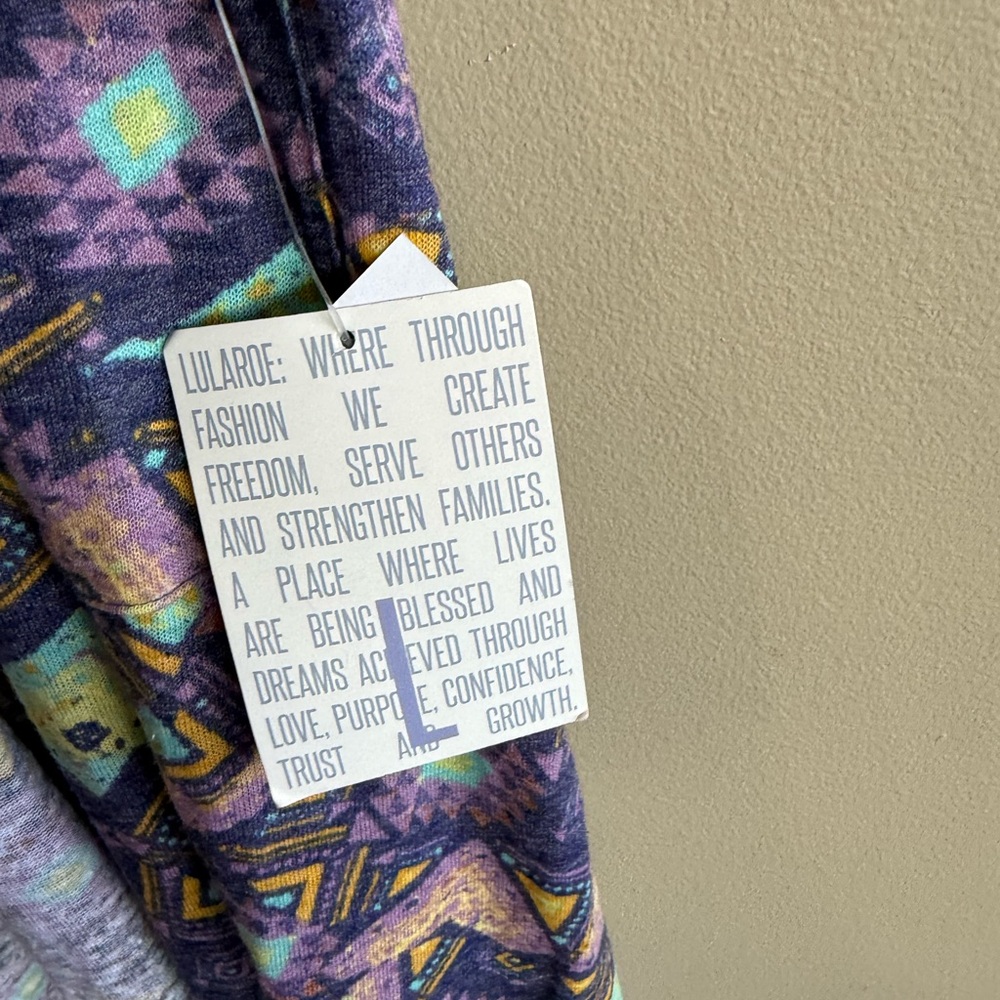 LULAROE: WHERE THROUGH
FASHION WE CREATE
FREEDOM, SERVE OTHERS
AND STRENGTHEN FAMILIES.
A PLACE WHERE LIVES
ARE BEING BLESSED AND
DREAMS ACHIEVED THROUGH
LOVE, PURPOSE, CONFIDENCE,
TRUST AND GROWTH.
L